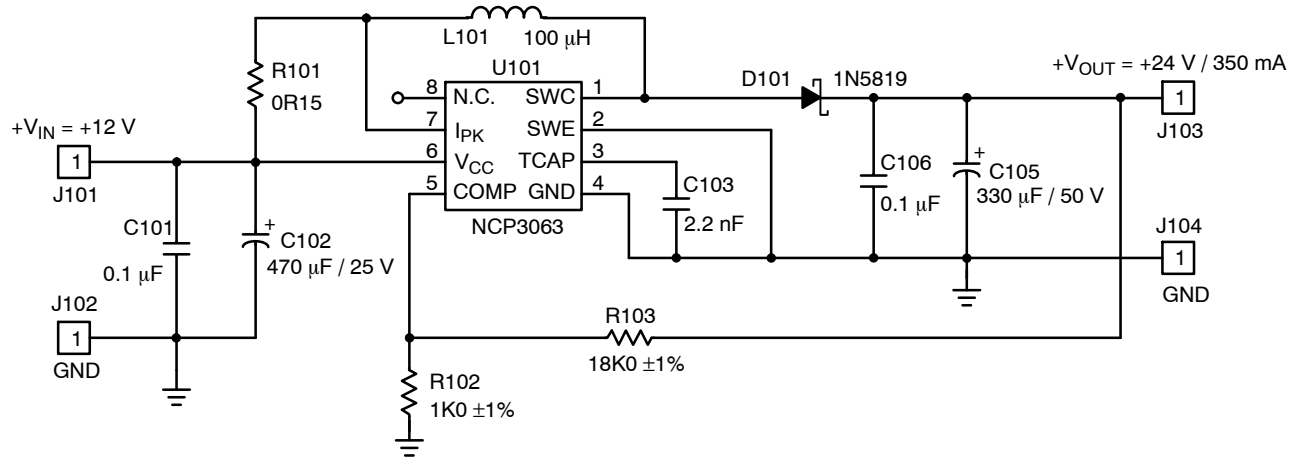 L101 100 μH
R101
0R15
U101
8 N.C. SWC 1
7 IPK SWE 2
6 VCC TCAP 3
5 COMP GND 4
NCP3063
D101 1N5819
+VOUT = +24 V / 350 mA
1
J103
+VIN = +12 V
1
J101
C101
0.1 μF
+
C102
470 μF / 25 V
C103
2.2 nF
C106
0.1 μF
+
C105
330 μF / 50 V
J104
1
GND
J102
1
GND
R103
18K0 ±1%
R102
1K0 ±1%